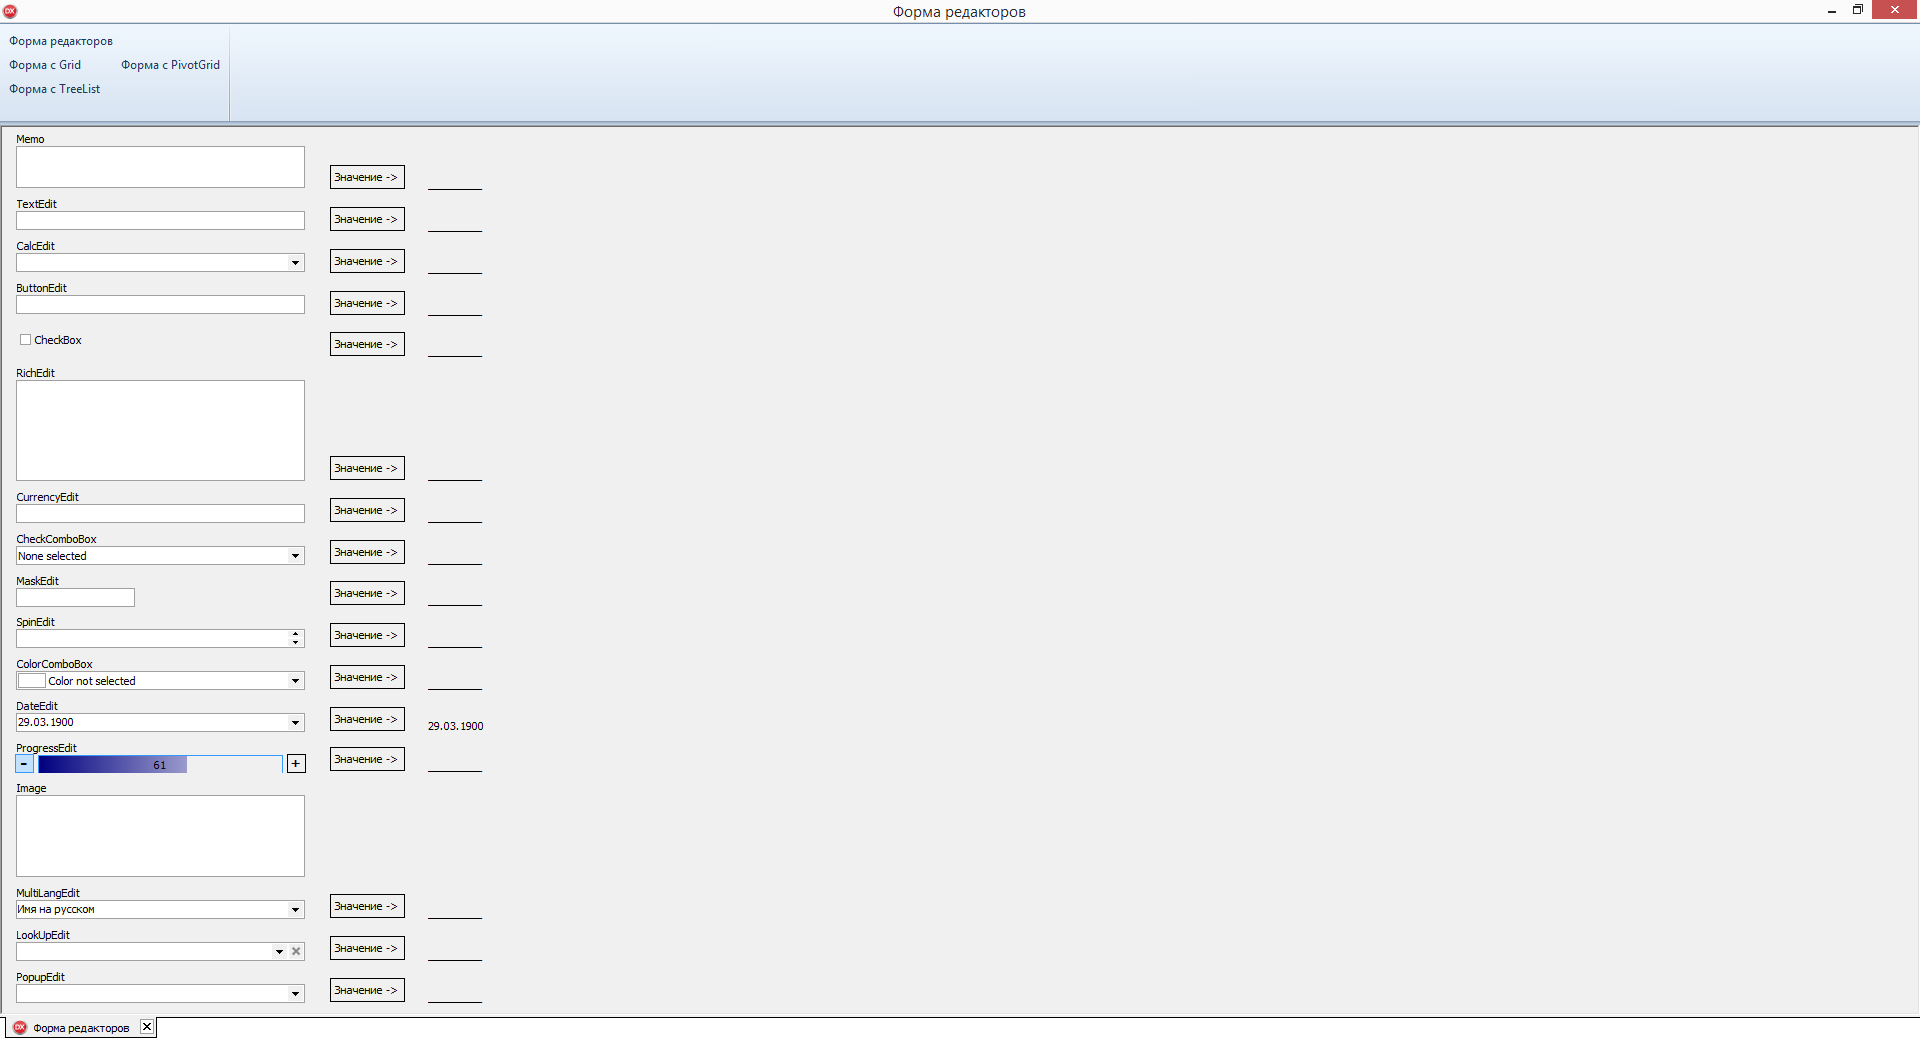 DX Форма редакторов
Форма редакторов
Форма с Grid Форма с PivotGrid
Форма с TreeList
Memo
Значение ->
TextEdit
Значение ->
CalcEdit
Значение ->
ButtonEdit
Значение ->
CheckBox
Значение ->
RichEdit
Значение ->
CurrencyEdit
Значение ->
CheckComboBox
None selected
Значение ->
MaskEdit
Значение ->
SpinEdit
Значение ->
ColorComboBox
Color not selected
Значение ->
DateEdit
29.03.1900
Значение ->
29.03.1900
ProgressEdit
- 61 +
Значение ->
Image
MultiLangEdit
Имя на русском
Значение ->
LookUpEdit
Значение ->
PopupEdit
Значение ->
DX Форма редакторов